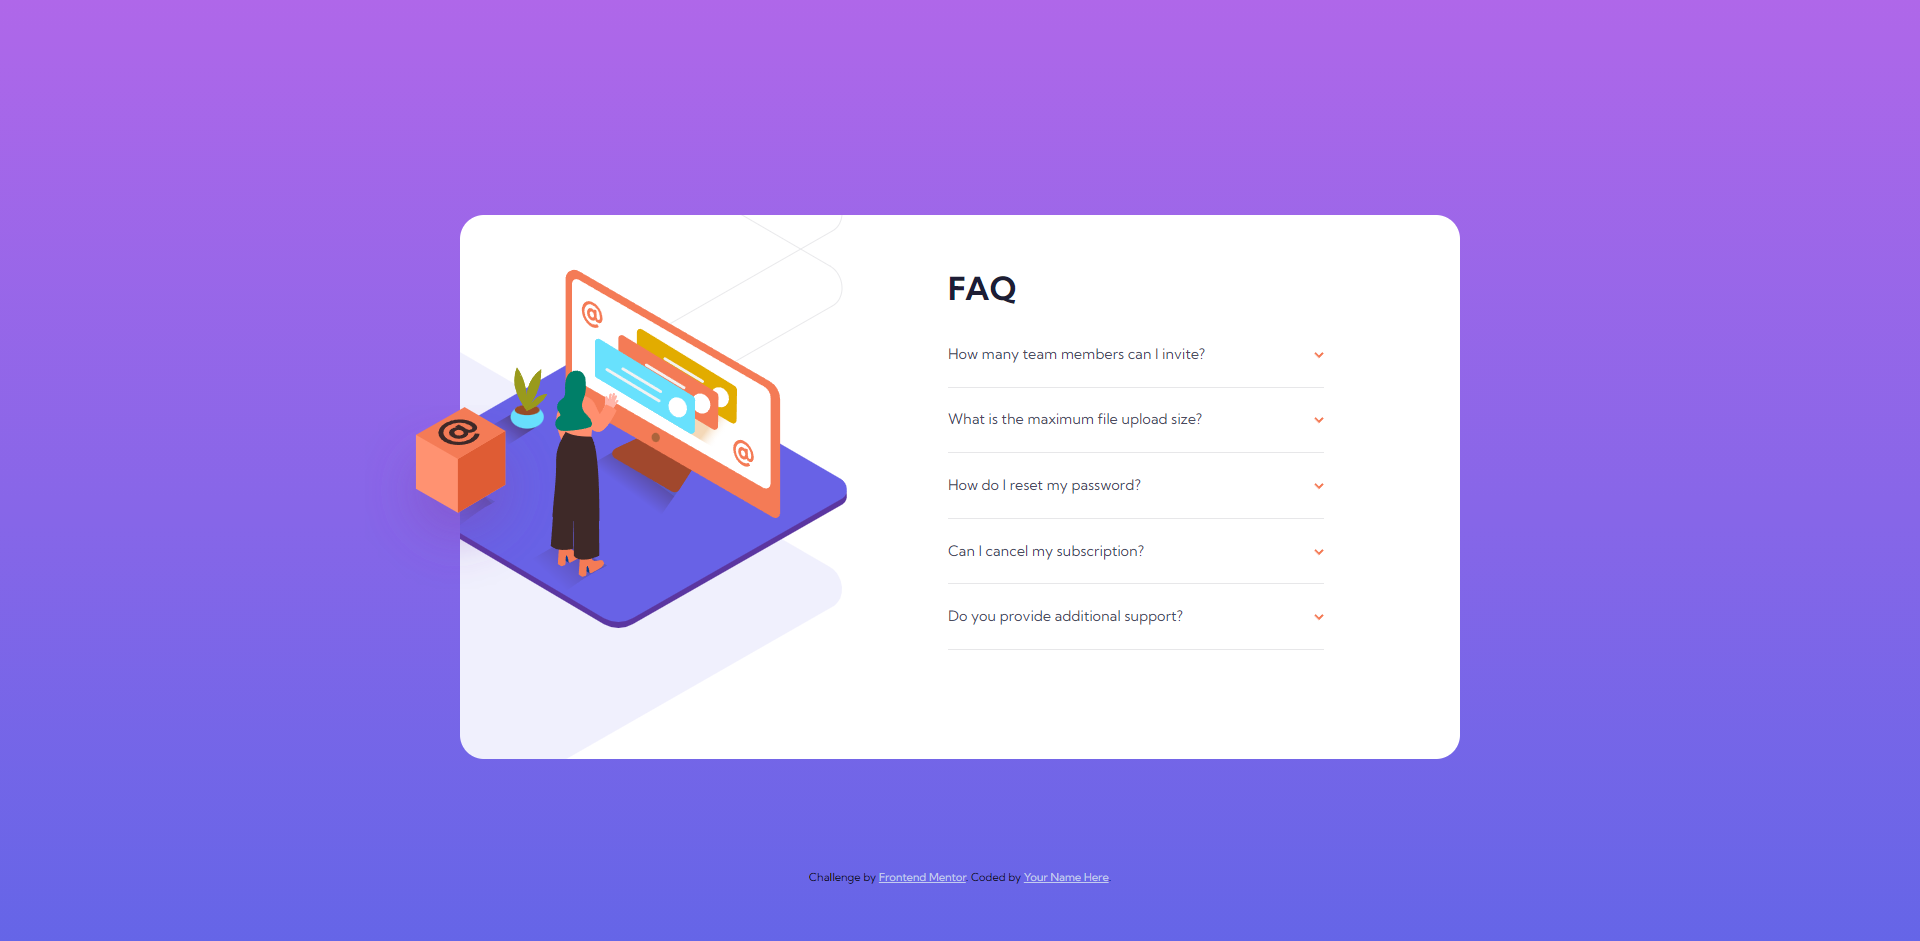 FAQ
How many team members can I invite?
What is the maximum file upload size?
How do I reset my password?
Can I cancel my subscription?
Do you provide additional support?
Challenge by Frontend Mentor. Coded by Your Name Here.